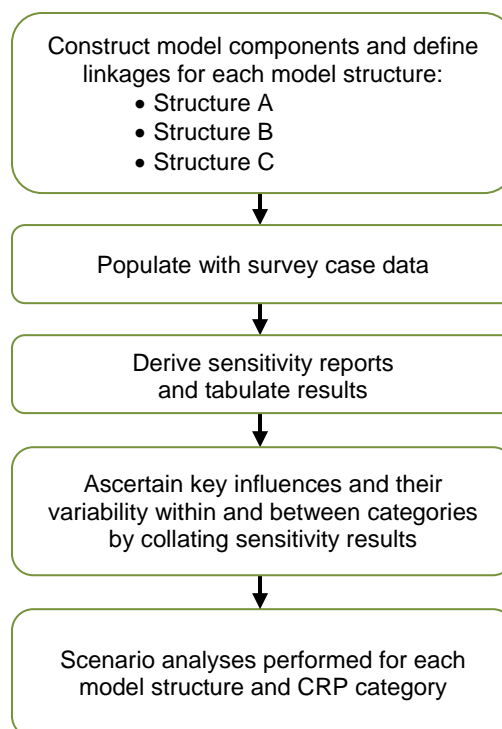 Construct model components and define
linkages for each model structure:
• Structure A
• Structure B
• Structure C
Populate with survey case data
Derive sensitivity reports
and tabulate results
Ascertain key influences and their
variability within and between categories
by collating sensitivity results
Scenario analyses performed for each
model structure and CRP category